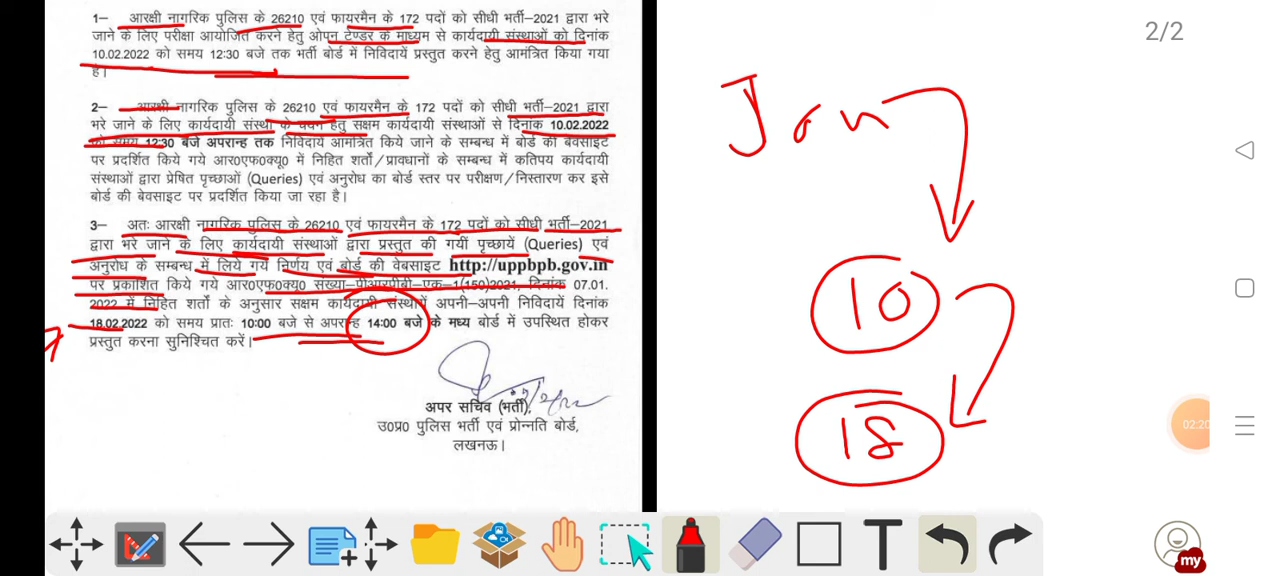 1– आरक्षी नागरिक पुलिस के 26210 एवं फायरमैन के 172 पदों को सीधी भर्ती–2021 द्वारा भरे
जाने के लिए परीक्षा आयोजित करने हेतु ओपन टेण्डर के माध्यम से कार्यदायी संस्थाओं को दिनांक
10.02.2022 को समय 12:30 बजे तक भर्ती बोर्ड में निविदायें प्रस्तुत करने हेतु आमंत्रित किया गया
है।
2– आरक्षी नागरिक पुलिस के 26210 एवं फायरमैन के 172 पदों को सीधी भर्ती–2021 द्वारा
भरे जाने के लिए कार्यदायी संस्था के चयन हेतु सक्षम कार्यदायी संस्थाओं से दिनांक 10.02.2022
को समय 12:30 बजे अपरान्ह तक निविदायें आमंत्रित किये जाने के सम्बन्ध में बोर्ड की बेवसाइट
पर प्रदर्शित किये गये आर0एफ0क्यू0 में निहित शर्तो/प्रावधानों के सम्बन्ध में कतिपय कार्यदायी
संस्थाओं द्वारा प्रेषित पृच्छाओं (Queries) एवं अनुरोध का बोर्ड स्तर पर परीक्षण/निस्तारण कर इसे
बोर्ड की बेवसाइट पर प्रदर्शित किया जा रहा है।
3– अतः आरक्षी नागरिक पुलिस के 26210 एवं फायरमैन के 172 पदों को सीधी भर्ती–2021
द्वारा भरे जाने के लिए कार्यदायी संस्थाओं द्वारा प्रस्तुत की गयीं पृच्छायें (Queries) एवं
अनुरोध के सम्बन्ध में लिये गये निर्णय एवं बोर्ड की वेबसाइट http://uppbpb.gov.in
पर प्रकाशित किये गये आर0एफ0क्यू0 संख्या–पीआरपीबी–एक–1(150)2021, दिनांक 07.01.
2022 में निहित शर्तो के अनुसार सक्षम कार्यदायी संस्थायें अपनी–अपनी निविदायें दिनांक
18.02.2022 को समय प्रातः 10:00 बजे से अपरान्ह 14:00 बजे के मध्य बोर्ड में उपस्थित होकर
प्रस्तुत करना सुनिश्चित करें।
अपर सचिव (भर्ती),
उ0प्र0 पुलिस भर्ती एवं प्रोन्नति बोर्ड,
लखनऊ।
2/2
Jan
10
18
02:20
T
my